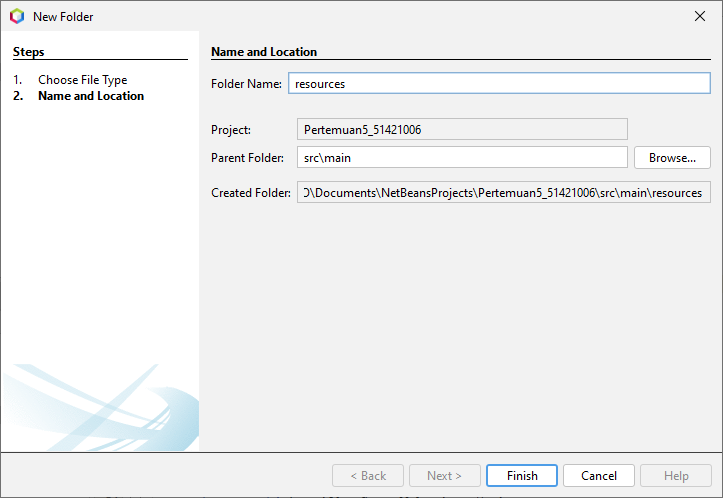 New Folder
Steps
1. Choose File Type
2. Name and Location
Name and Location
Folder Name: resources
Project: Pertemuan5_51421006
Parent Folder: src\main Browse...
Created Folder: \Documents\NetBeansProjects\Pertemuan5_51421006\src\main\resources
< Back Next > Finish Cancel Help